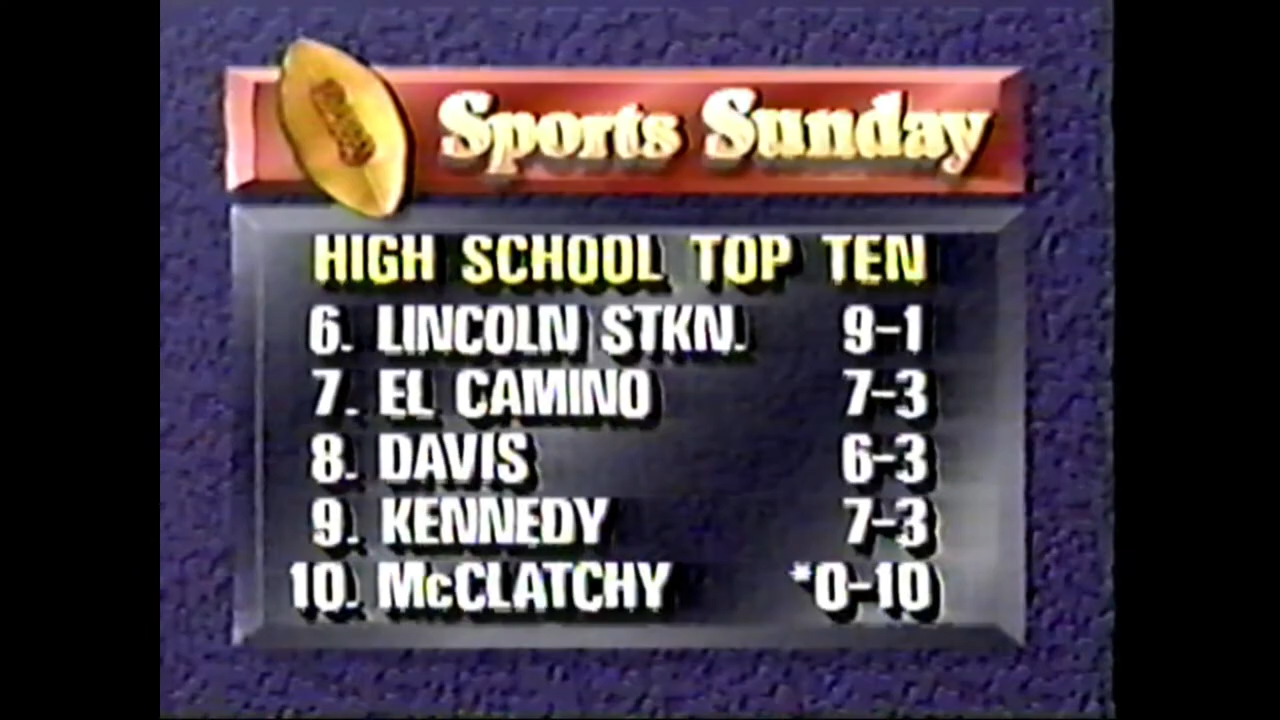 Sports Sunday
HIGH SCHOOL TOP TEN
6. LINCOLN STKN. 9-1
7. EL CAMINO 7-3
8. DAVIS 6-3
9. KENNEDY 7-3
10. McCLATCHY *0-10